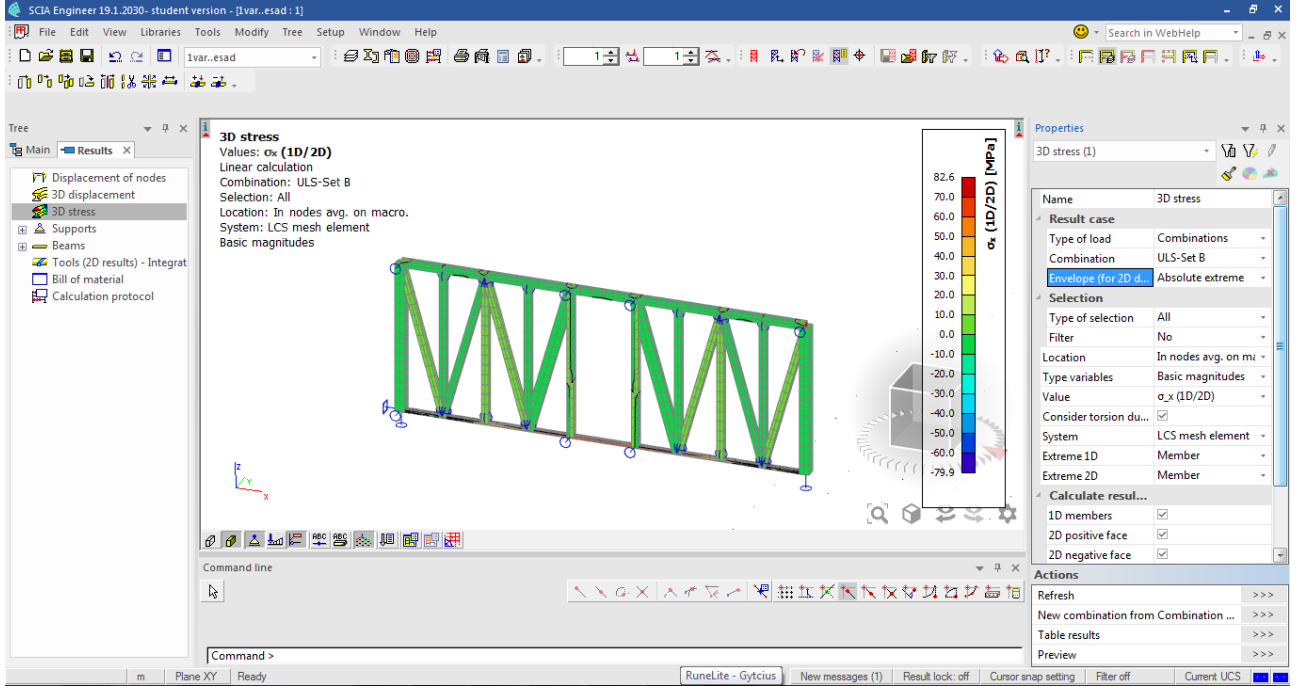 SCIA Engineer 19.1.2030- student version - [1var..esad : 1]
File Edit View Libraries Tools Modify Tree Setup Window Help
Search in WebHelp
1var..esad
1
1
Tree
Main
Results
Displacement of nodes
3D displacement
3D stress
Supports
Beams
Tools (2D results) - Integrat
Bill of material
Calculation protocol
3D stress
Values: σx (1D/2D)
Linear calculation
Combination: ULS-Set B
Selection: All
Location: In nodes avg. on macro.
System: LCS mesh element
Basic magnitudes
z
Y
x
σx (1D/2D) [MPa]
82.6
70.0
60.0
50.0
40.0
30.0
20.0
10.0
0.0
-10.0
-20.0
-30.0
-40.0
-50.0
-60.0
-79.9
ABC
ABC
Command line
Command >
Properties
3D stress (1)
Name 3D stress
Result case
Type of load Combinations
Combination ULS-Set B
Envelope (for 2D d... Absolute extreme
Selection
Type of selection All
Filter No
Location In nodes avg. on ma
Type variables Basic magnitudes
Value σ_x (1D/2D)
Consider torsion du...
System LCS mesh element
Extreme 1D Member
Extreme 2D Member
Calculate resul...
1D members
2D positive face
2D negative face
Actions
Refresh >>>
New combination from Combination ... >>>
Table results >>>
Preview >>>
m Plane XY Ready RuneLite - Gytcius New messages (1) Result lock: off Cursor snap setting Filter off Current UCS